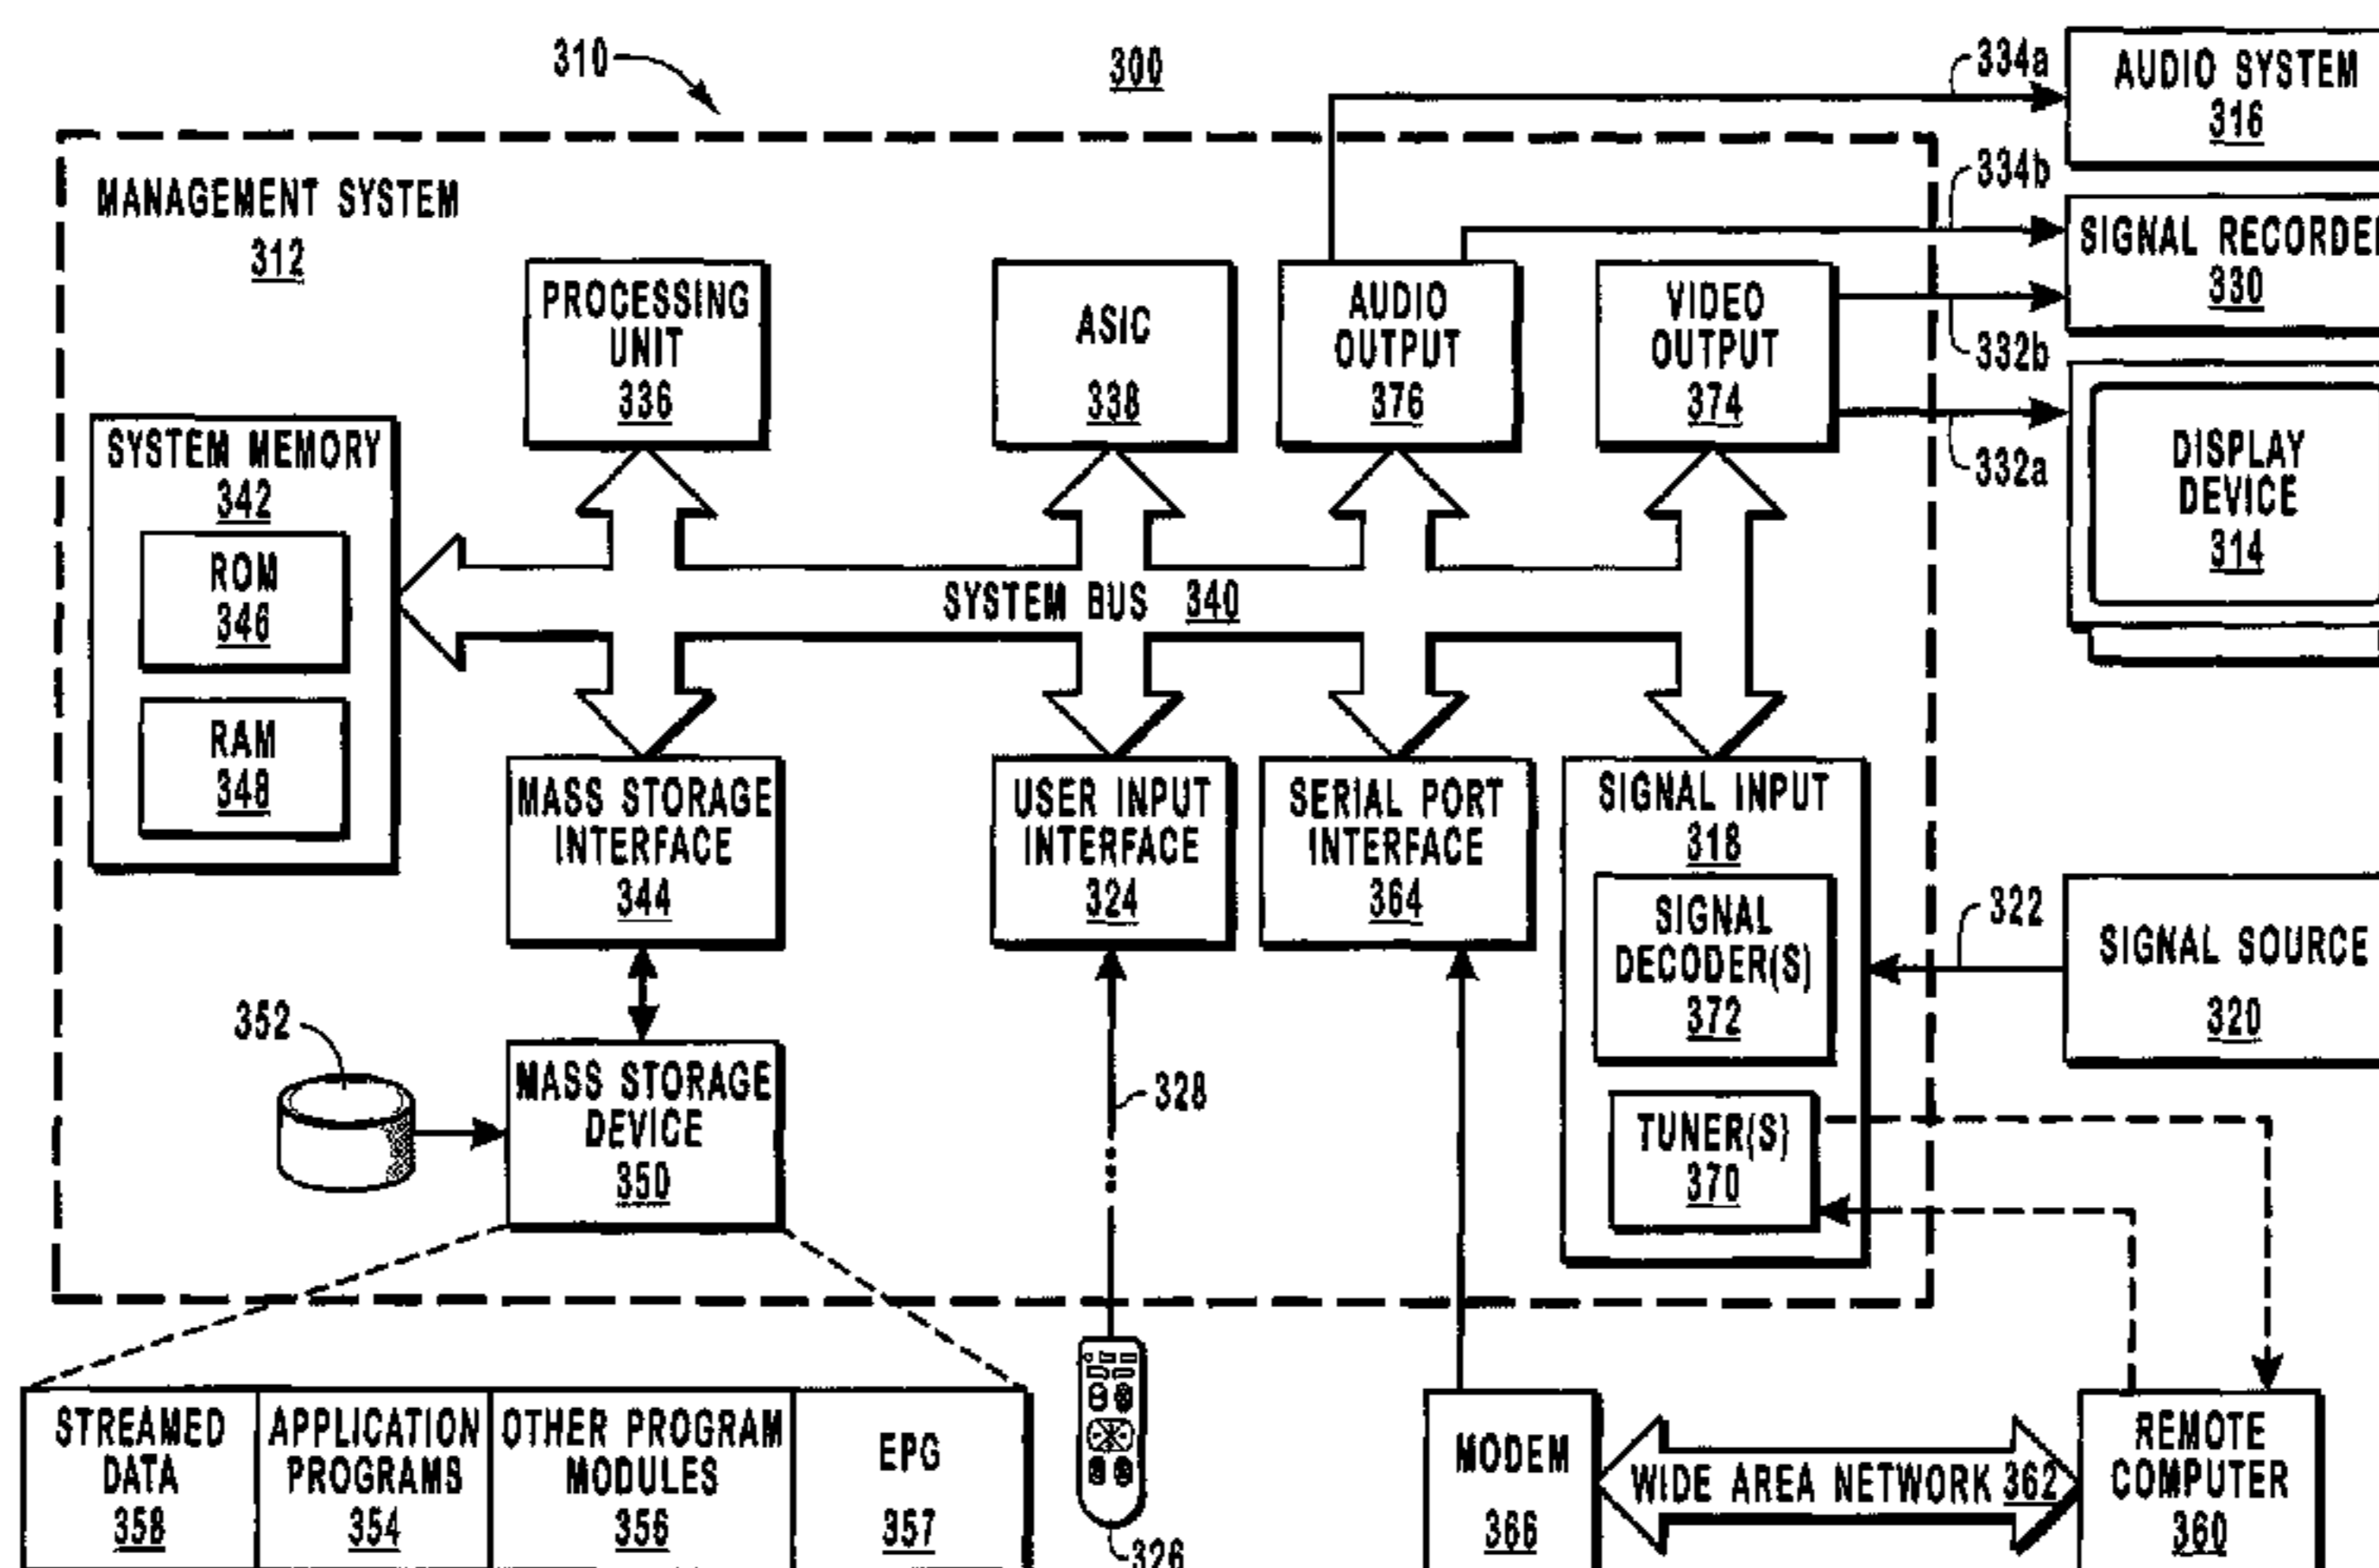 310
300
334a
AUDIO SYSTEM
316
MANAGEMENT SYSTEM
312
334b
SIGNAL RECORDER
330
PROCESSING
UNIT
336
ASIC
338
AUDIO
OUTPUT
376
VIDEO
OUTPUT
374
332b
332a
DISPLAY
DEVICE
314
SYSTEM MEMORY
342
ROM
346
RAM
348
SYSTEM BUS 340
MASS STORAGE
INTERFACE
344
USER INPUT
INTERFACE
324
SERIAL PORT
INTERFACE
364
SIGNAL INPUT
318
SIGNAL
DECODER(S)
372
TUNER(S)
370
322
SIGNAL SOURCE
320
352
MASS STORAGE
DEVICE
350
328
STREAMED
DATA
358
APPLICATION
PROGRAMS
354
OTHER PROGRAM
MODULES
356
EPG
357
326
MODEM
366
WIDE AREA NETWORK 362
REMOTE
COMPUTER
360